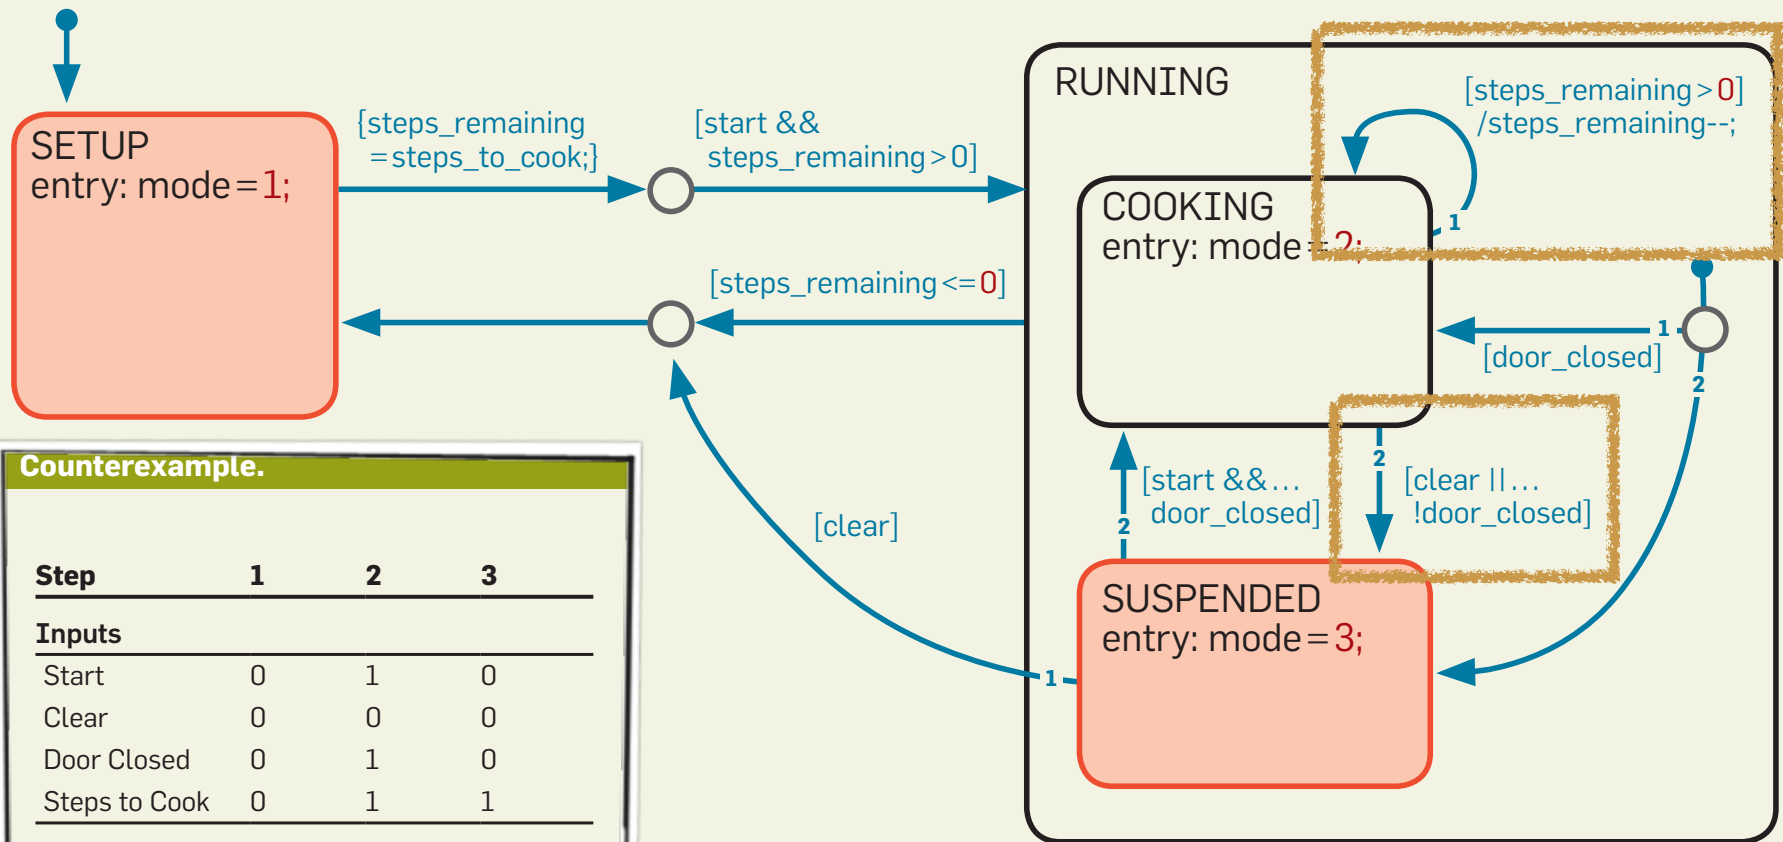 SETUP
entry: mode=1;
{steps_remaining
=steps_to_cook;}
[start &&
steps_remaining>0]
[steps_remaining<=0]
[clear]
RUNNING
[steps_remaining>0]
/steps_remaining--;
1
COOKING
entry: mode=2;
1
[door_closed]
2
2
[start &&...
door_closed]
2
[clear ||...
!door_closed]
SUSPENDED
entry: mode=3;
1
Counterexample.
Step 1 2 3
Inputs
Start 0 1 0
Clear 0 0 0
Door Closed 0 1 0
Steps to Cook 0 1 1